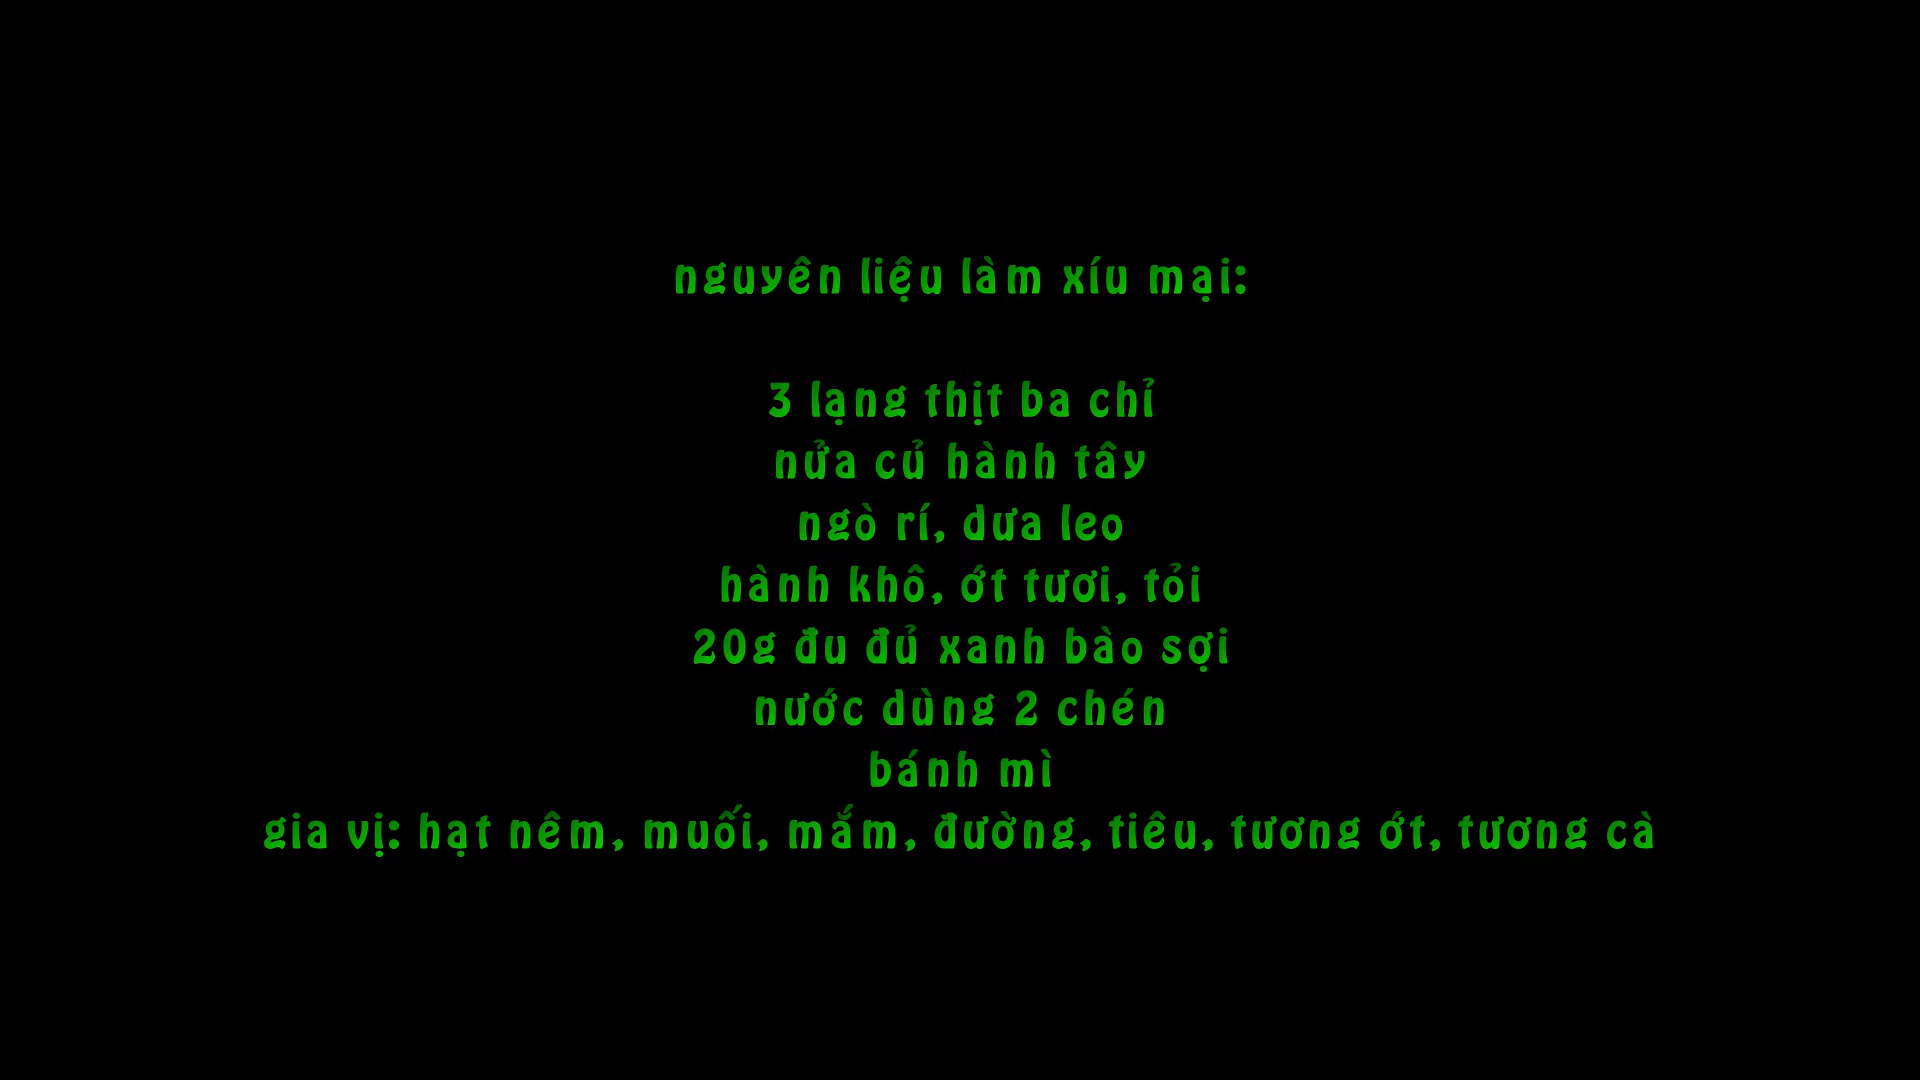 nguyên liệu làm xíu mại:
3 lạng thịt ba chỉ
nửa củ hành tây
ngò rí, dưa leo
hành khô, ớt tươi, tỏi
20g đu đủ xanh bào sợi
nước dùng 2 chén
bánh mì
gia vị: hạt nêm, muối, mắm, đường, tiêu, tương ớt, tương cà